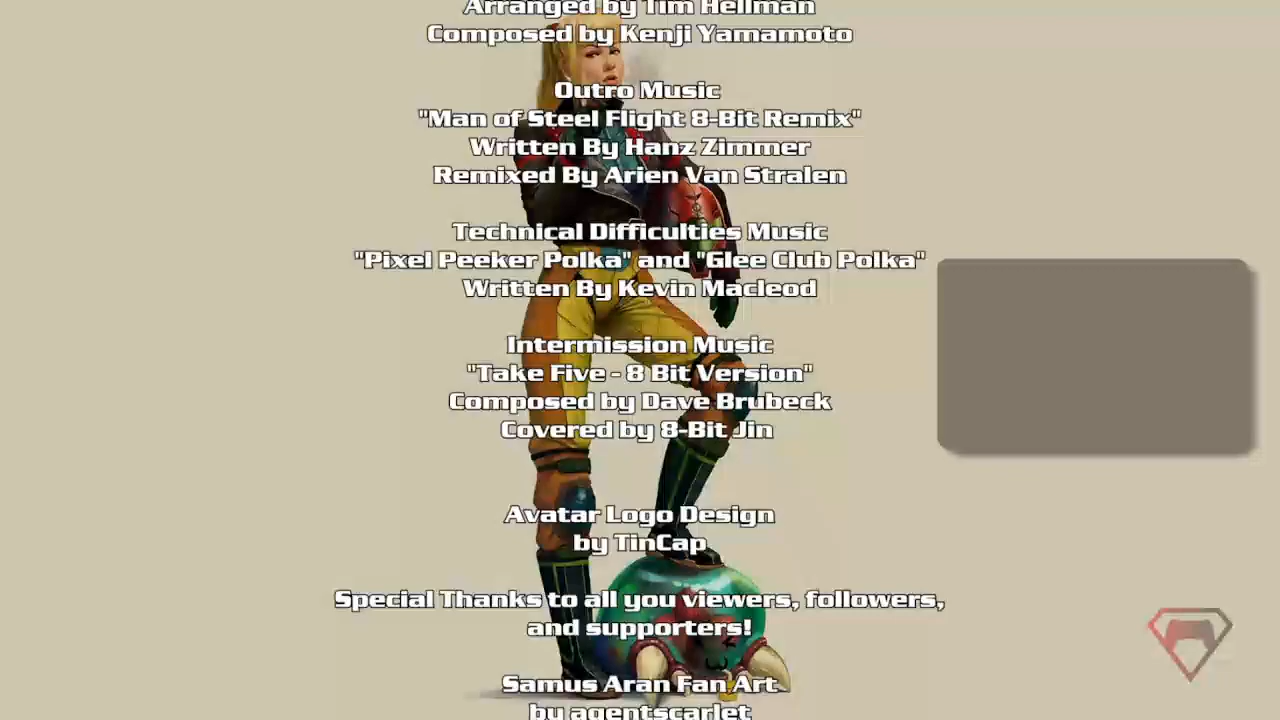 Arranged by Tim Hellman
Composed by Kenji Yamamoto
Outro Music
"Man of Steel Flight 8-Bit Remix"
Written By Hanz Zimmer
Remixed By Arien Van Stralen
Technical Difficulties Music
"Pixel Peeker Polka" and "Glee Club Polka"
Written By Kevin Macleod
Intermission Music
"Take Five - 8 Bit Version"
Composed by Dave Brubeck
Covered by 8-Bit Jin
Avatar Logo Design
by TinCap
Special Thanks to all you viewers, followers,
and supporters!
Samus Aran Fan Art
by agentscarlet